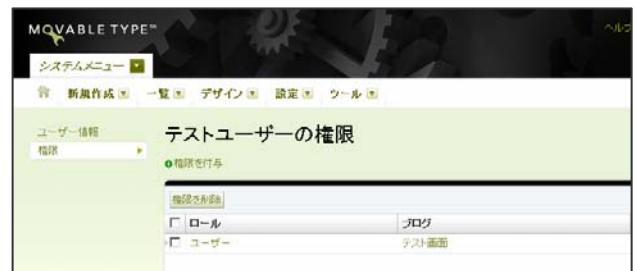 MOVABLE TYPE™
ヘルプ
システムメニュー
新規作成 一覧 デザイン 設定 ツール
ユーザー情報
権限
テストユーザーの権限
権限を付与
権限を削除
ロール ブログ
ユーザー テスト画面